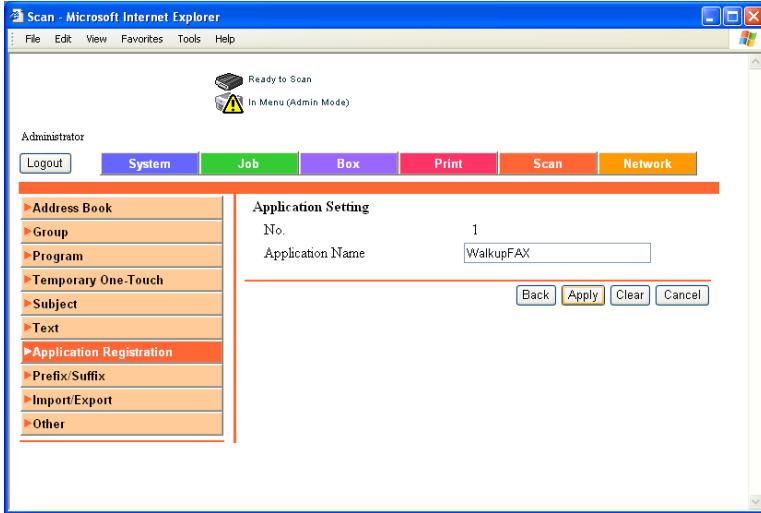 Scan - Microsoft Internet Explorer
File Edit View Favorites Tools Help
Ready to Scan
In Menu (Admin Mode)
Administrator
Logout System Job Box Print Scan Network
Address Book
Group
Program
Temporary One-Touch
Subject
Text
Application Registration
Prefix/Suffix
Import/Export
Other
Application Setting
No. 1
Application Name WalkupFAX
Back Apply Clear Cancel